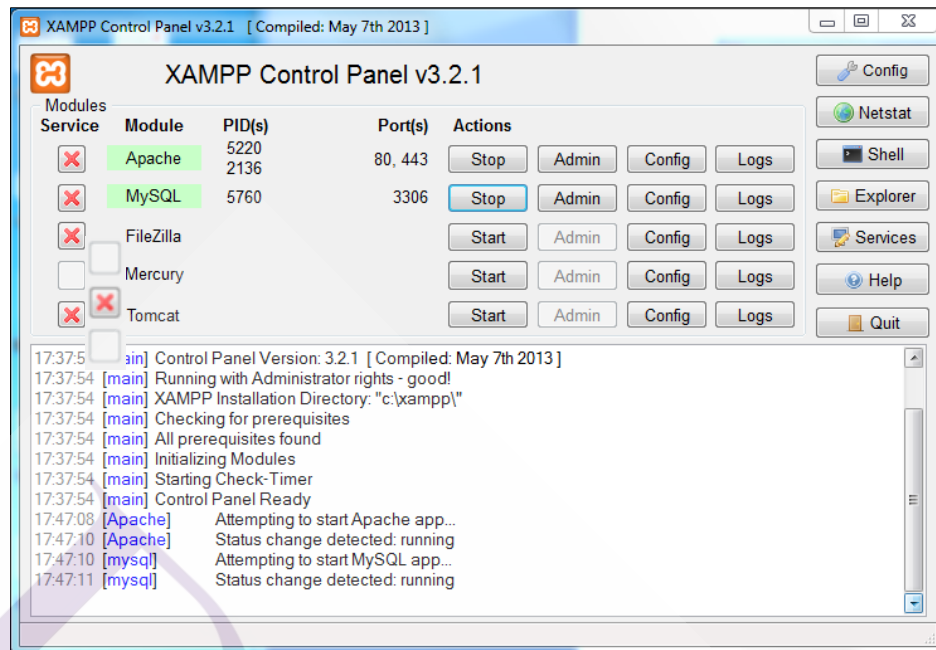 XAMPP Control Panel v3.2.1 [ Compiled: May 7th 2013 ]
XAMPP Control Panel v3.2.1
Config
Modules
Service Module PID(s) Port(s) Actions
Netstat
Apache 5220 2136 80, 443 Stop Admin Config Logs
Shell
MySQL 5760 3306 Stop Admin Config Logs
Explorer
FileZilla Start Admin Config Logs
Services
Mercury Start Admin Config Logs
Help
Tomcat Start Admin Config Logs
Quit
17:37:5 ain] Control Panel Version: 3.2.1 [ Compiled: May 7th 2013 ]
17:37:54 [main] Running with Administrator rights - good!
17:37:54 [main] XAMPP Installation Directory: "c:\xampp\"
17:37:54 [main] Checking for prerequisites
17:37:54 [main] All prerequisites found
17:37:54 [main] Initializing Modules
17:37:54 [main] Starting Check-Timer
17:37:54 [main] Control Panel Ready
17:47:08 [Apache] Attempting to start Apache app...
17:47:10 [Apache] Status change detected: running
17:47:10 [mysql] Attempting to start MySQL app...
17:47:11 [mysql] Status change detected: running